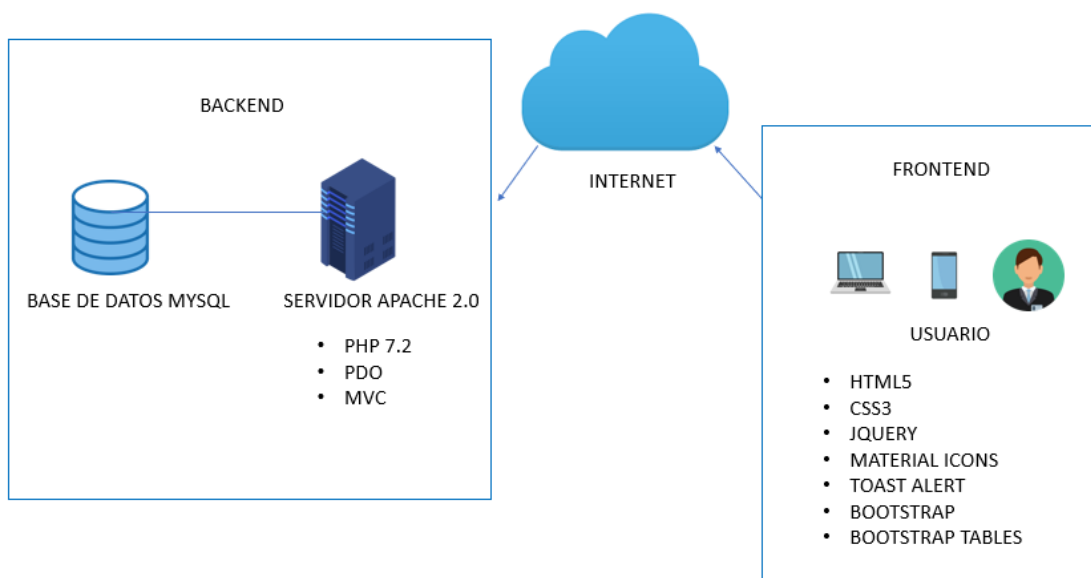 BACKEND
BASE DE DATOS MYSQL
SERVIDOR APACHE 2.0
• PHP 7.2
• PDO
• MVC
INTERNET
FRONTEND
USUARIO
• HTML5
• CSS3
• JQUERY
• MATERIAL ICONS
• TOAST ALERT
• BOOTSTRAP
• BOOTSTRAP TABLES